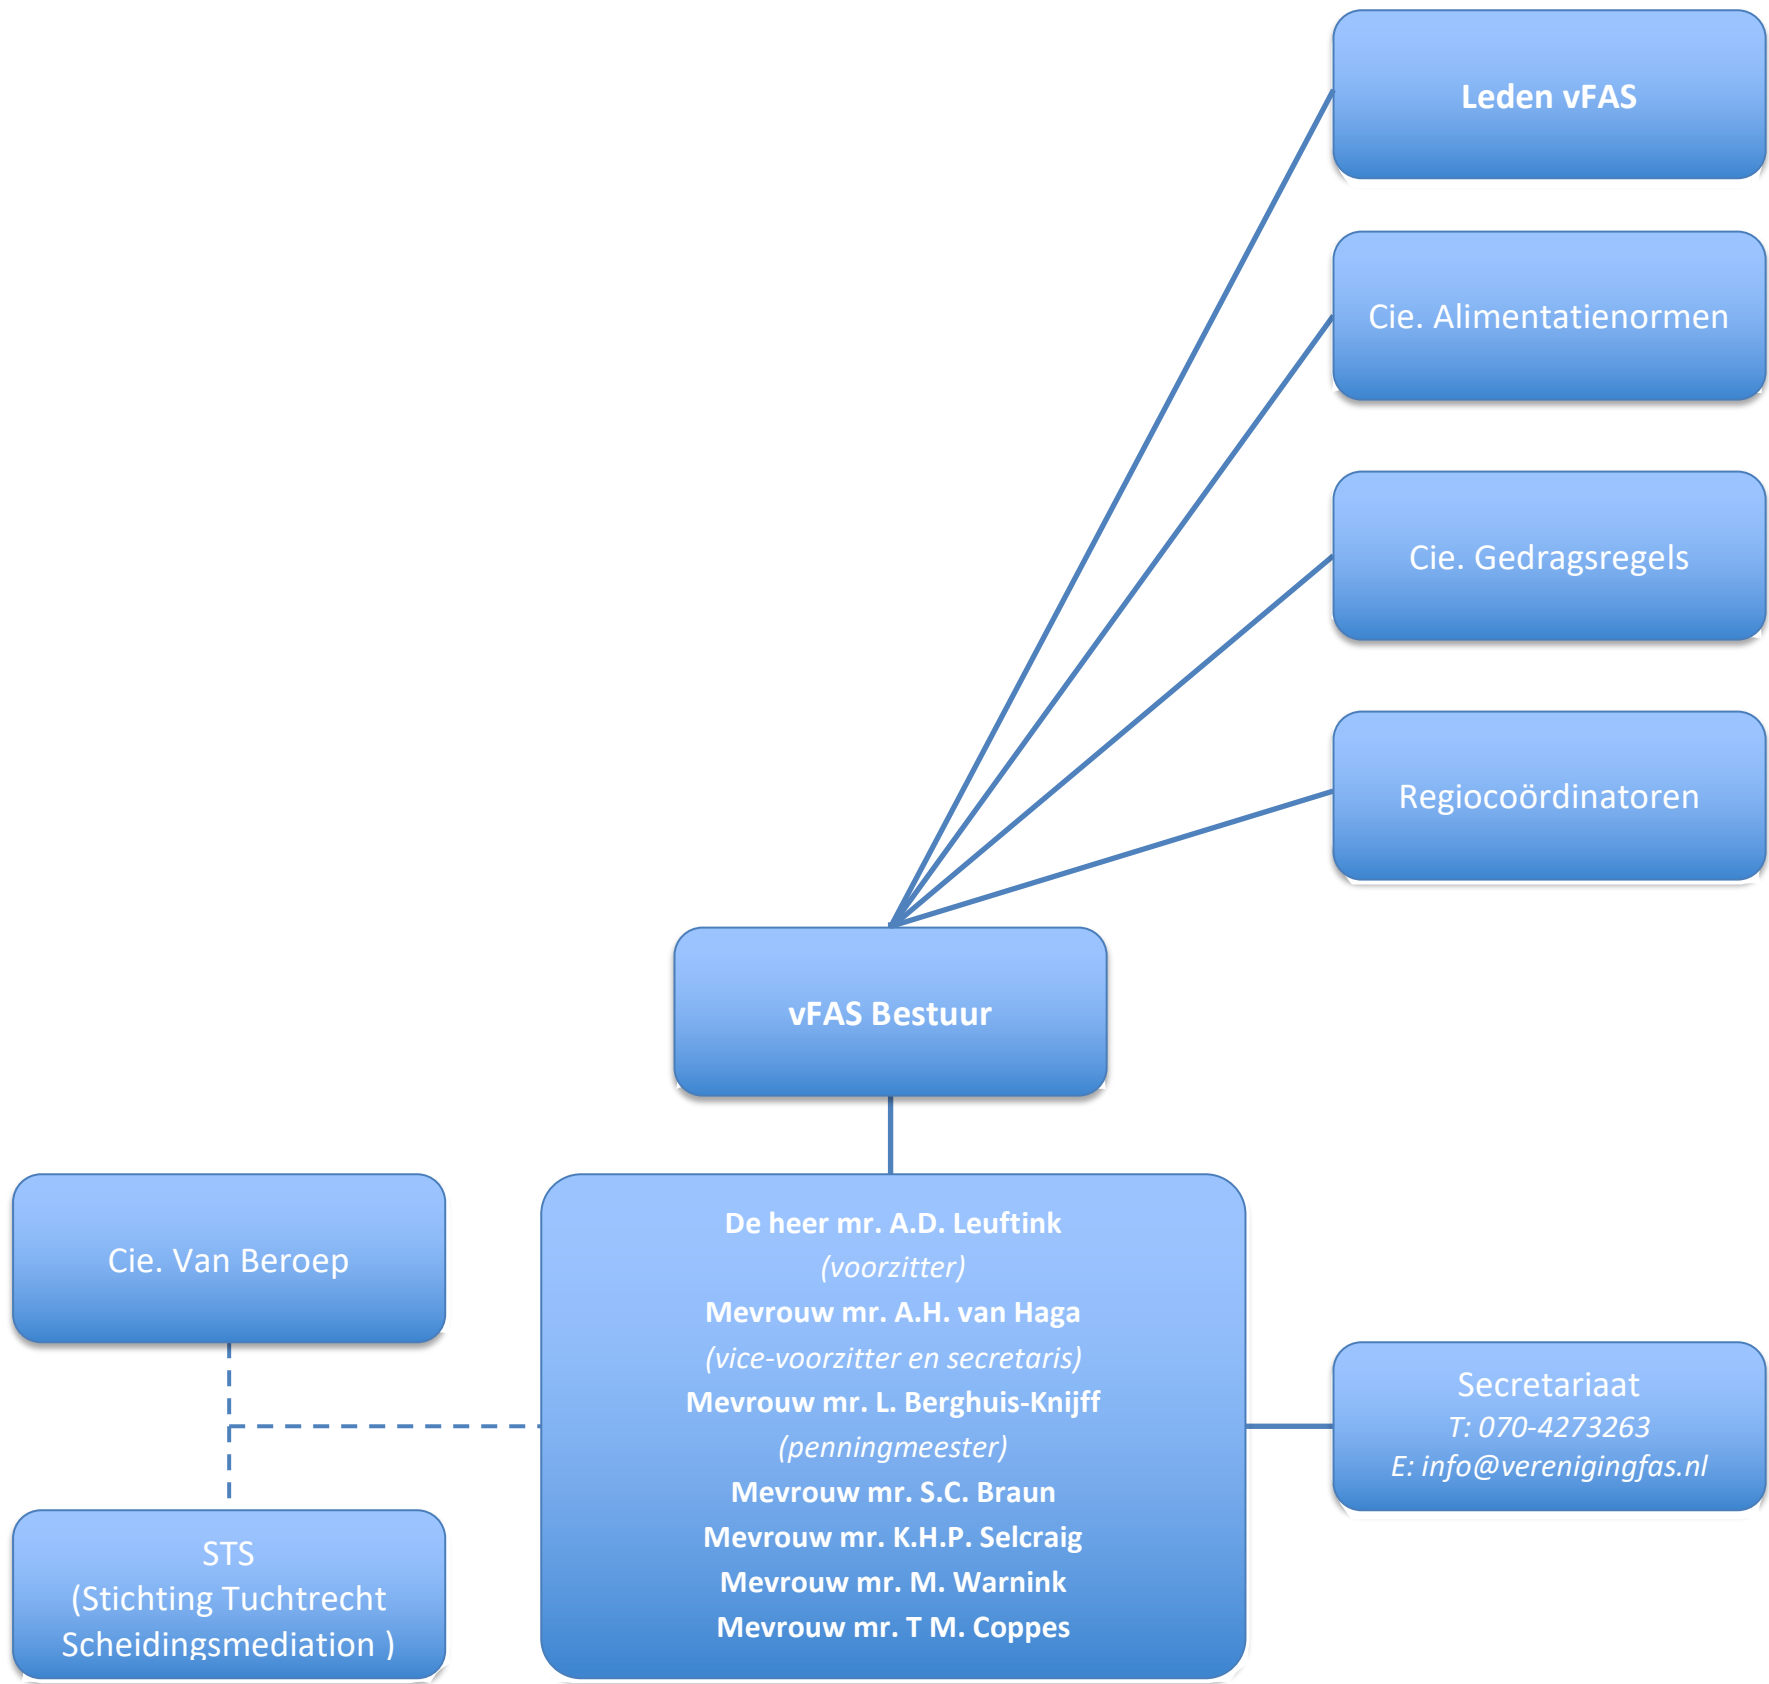 Leden vFAS
Cie. Alimentatienormen
Cie. Gedragsregels
Regiocoördinatoren
vFAS Bestuur
Cie. Van Beroep
De heer mr. A.D. Leuftink
(voorzitter)
Mevrouw mr. A.H. van Haga
(vice-voorzitter en secretaris)
Mevrouw mr. L. Berghuis-Knijff
(penningmeester)
Mevrouw mr. S.C. Braun
Mevrouw mr. K.H.P. Selcraig
Mevrouw mr. M. Warnink
Mevrouw mr. T M. Coppes
Secretariaat
T: 070-4273263
E: info@verenigingfas.nl
STS
(Stichting Tuchtrecht
Scheidingsmediation )